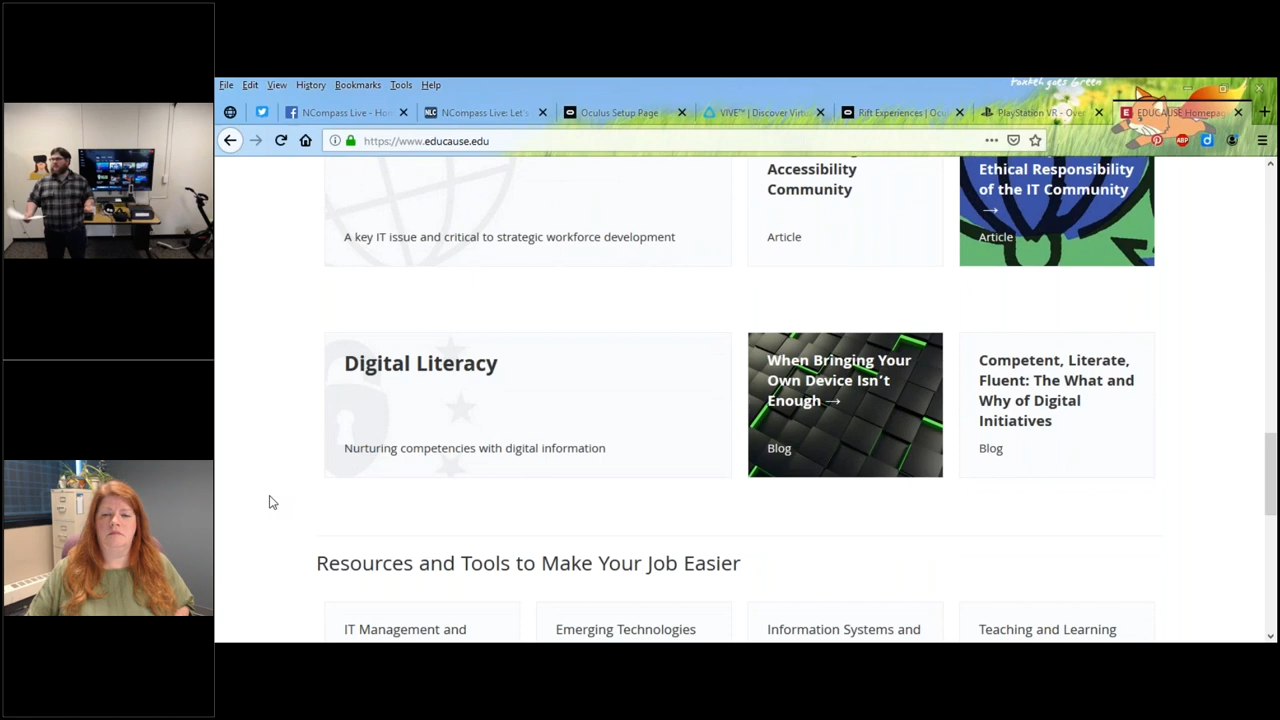 File Edit View History Bookmarks Tools Help
NCompass Live - Ho NCompass Live: Let's Oculus Setup Page VIVE™ | Discover Virtu Rift Experiences | Ocu PlayStation VR - Ove EDUCAUSE Homepag
https://www.educause.edu
Accessibility
Community
Ethical Responsibility
of the IT Community
→
A key IT issue and critical to strategic workforce development
Article
Article
Digital Literacy
Nurturing competencies with digital information
When Bringing Your
Own Device Isn't
Enough →
Blog
Competent, Literate,
Fluent: The What and
Why of Digital
Initiatives
Blog
Resources and Tools to Make Your Job Easier
IT Management and
Emerging Technologies
Information Systems and
Teaching and Learning